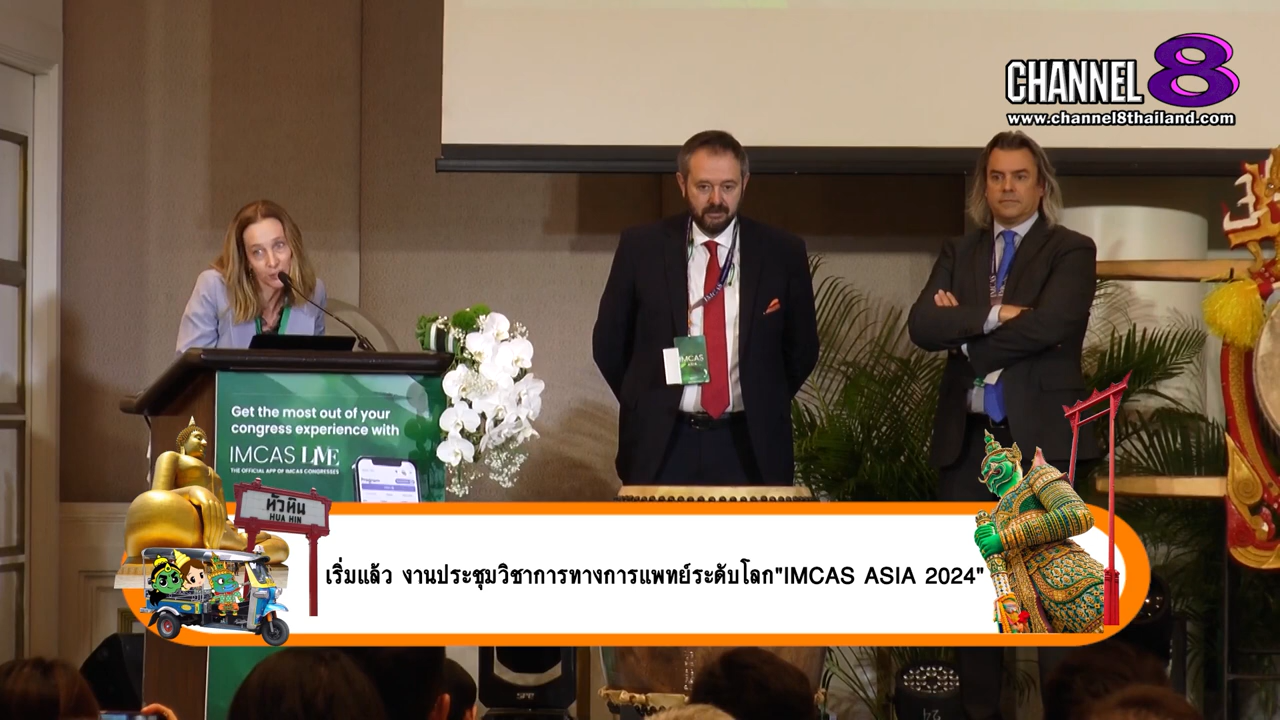 CHANNEL 8
www.channel8thailand.com
IMCAS
IMCAS
ASIA
Get the most out of your
congress experience with
IMCAS LIVE
THE OFFICIAL APP OF IMCAS CONGRESSES
หัวหิน
HUA HIN
เริ่มแล้ว งานประชุมวิชาการทางการแพทย์ระดับโลก"IMCAS ASIA 2024"